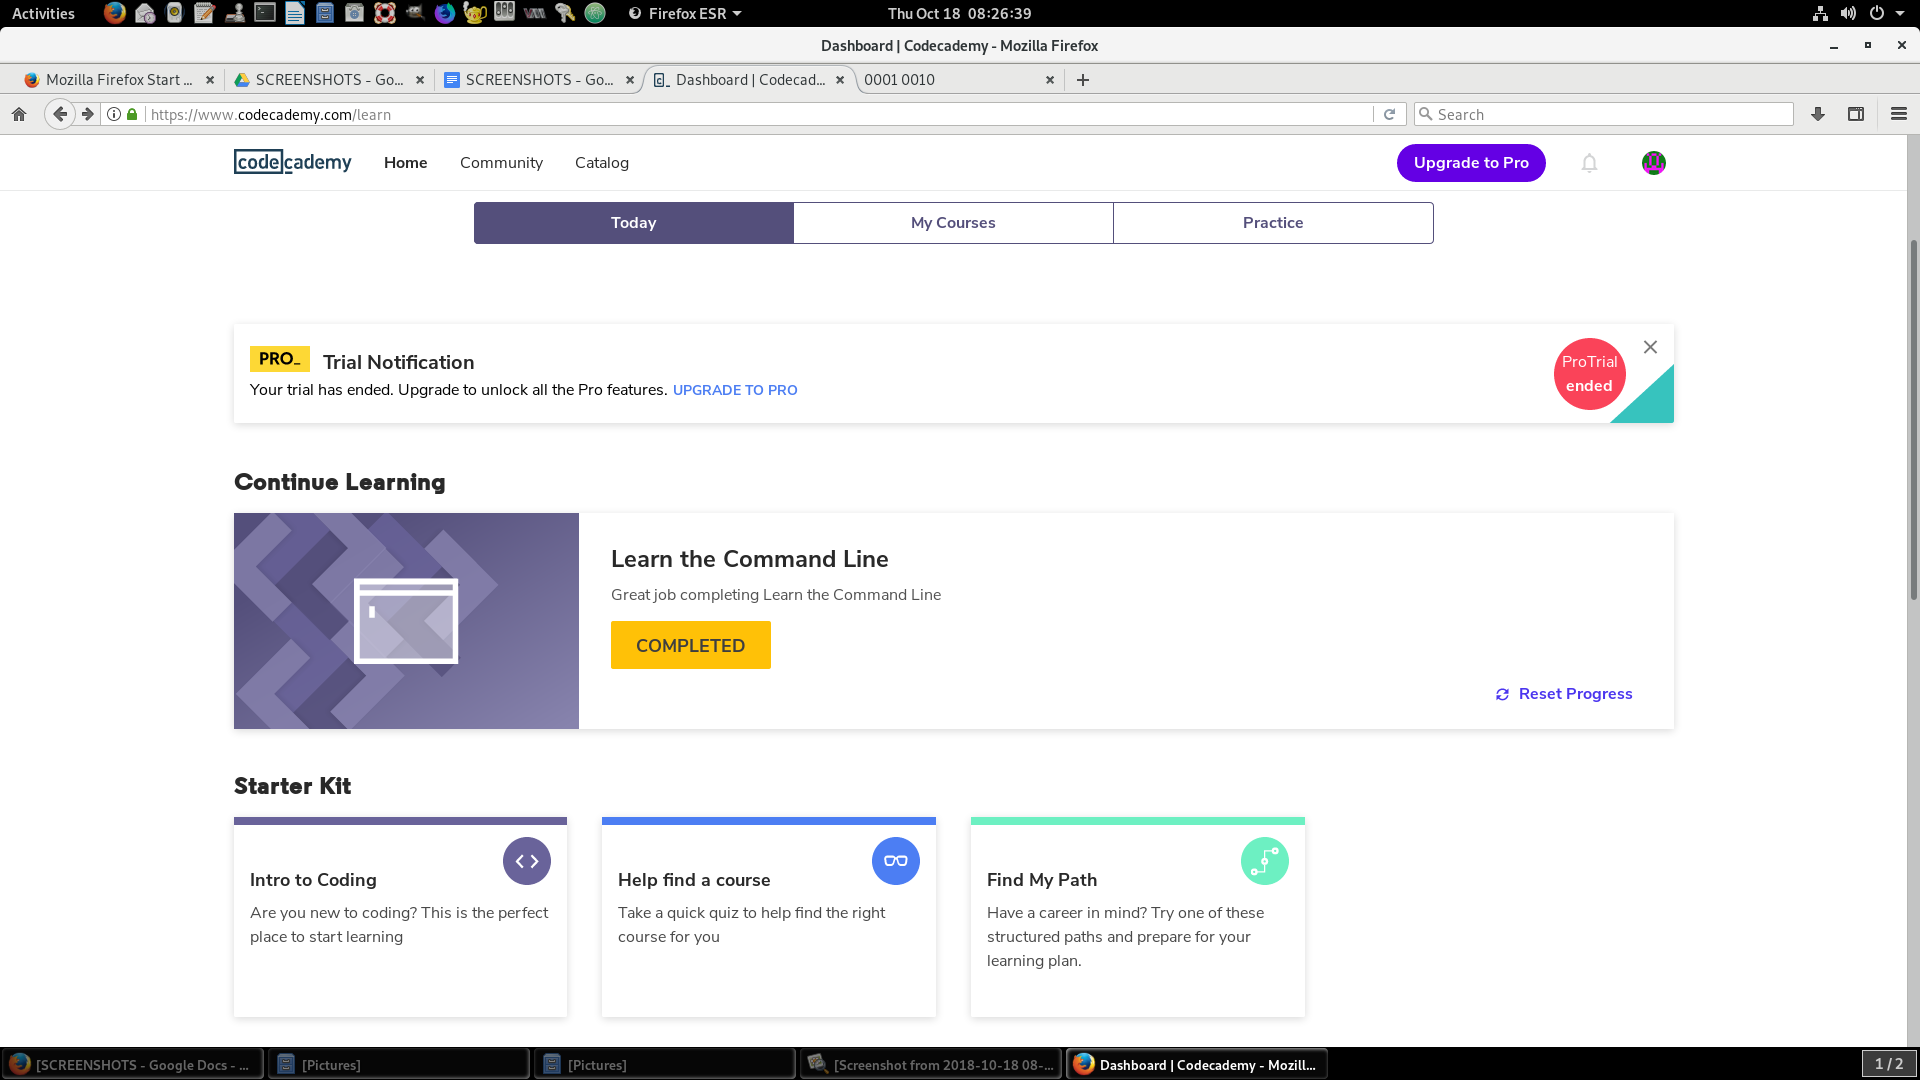 Activities
Firefox ESR
Thu Oct 18 08:26:39
Dashboard | Codecademy - Mozilla Firefox
Mozilla Firefox Start ...
SCREENSHOTS - Go...
SCREENSHOTS - Go...
Dashboard | Codecad...
0001 0010
https://www.codecademy.com/learn
Search
codecademy
Home
Community
Catalog
Upgrade to Pro
Today
My Courses
Practice
PRO_
Trial Notification
Your trial has ended. Upgrade to unlock all the Pro features. UPGRADE TO PRO
ProTrial
ended
Continue Learning
Learn the Command Line
Great job completing Learn the Command Line
COMPLETED
Reset Progress
Starter Kit
Intro to Coding
Are you new to coding? This is the perfect
place to start learning
Help find a course
Take a quick quiz to help find the right
course for you
Find My Path
Have a career in mind? Try one of these
structured paths and prepare for your
learning plan.
[SCREENSHOTS - Google Docs - ...
[Pictures]
[Pictures]
[Screenshot from 2018-10-18 08-...
Dashboard | Codecademy - Mozill...
1 / 2